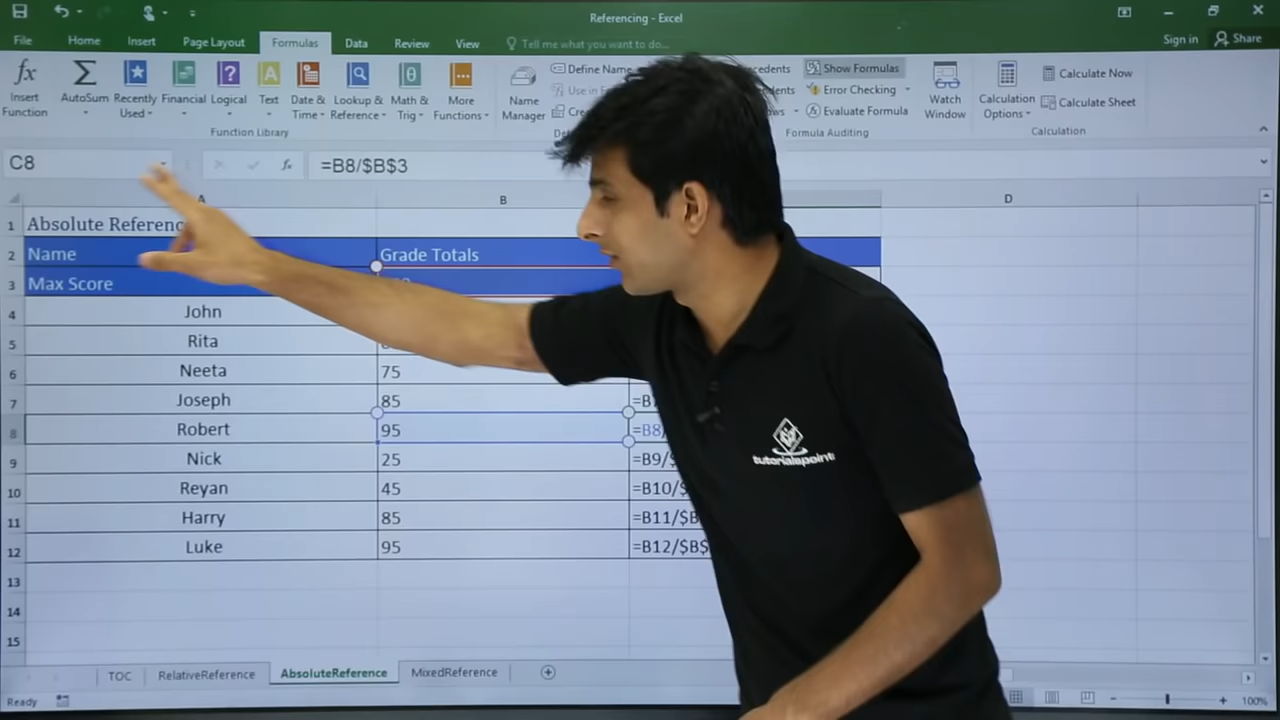 Referencing - Excel
File Home Insert Page Layout Formulas Data Review View Tell me what you want to do... Sign in Share
fx Insert Function
Σ AutoSum
Recently Used
Financial
Logical
Text
Date & Time
Lookup & Reference
Math & Trig
More Functions
Function Library
Name Manager
Define Name
Use in
Show Formulas
Error Checking
Evaluate Formula
Formula Auditing
Watch Window
Calculation Options
Calculate Now
Calculate Sheet
Calculation
C8 fx =B8/$B$3
A B D
1 Absolute
2 Name Grade Totals
3 Max Score
4 John
5 Rita
6 Neeta 75
7 Joseph 85
8 Robert 95 =B8/
9 Nick 25 =B9/
10 Reyan 45 =B10/
11 Harry 85 =B11/$B
12 Luke 95 =B12/$B$
13
14
15
tutorialspoint
TOC RelativeReference AbsoluteReference MixedReference
Ready 100%